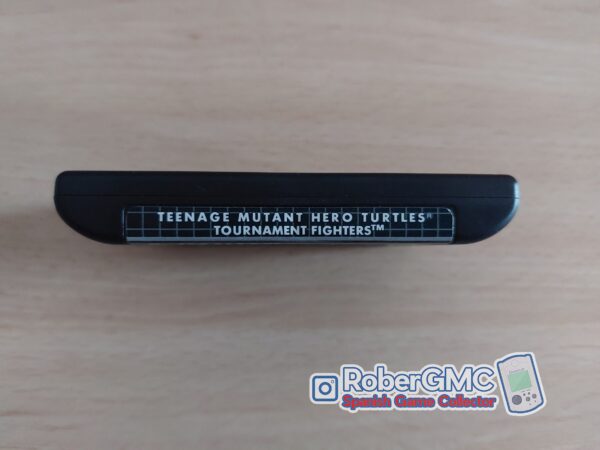 TEENAGE MUTANT HERO TURTLES®
TOURNAMENT FIGHTERS™
RoberGMC
Spanish Game Collector